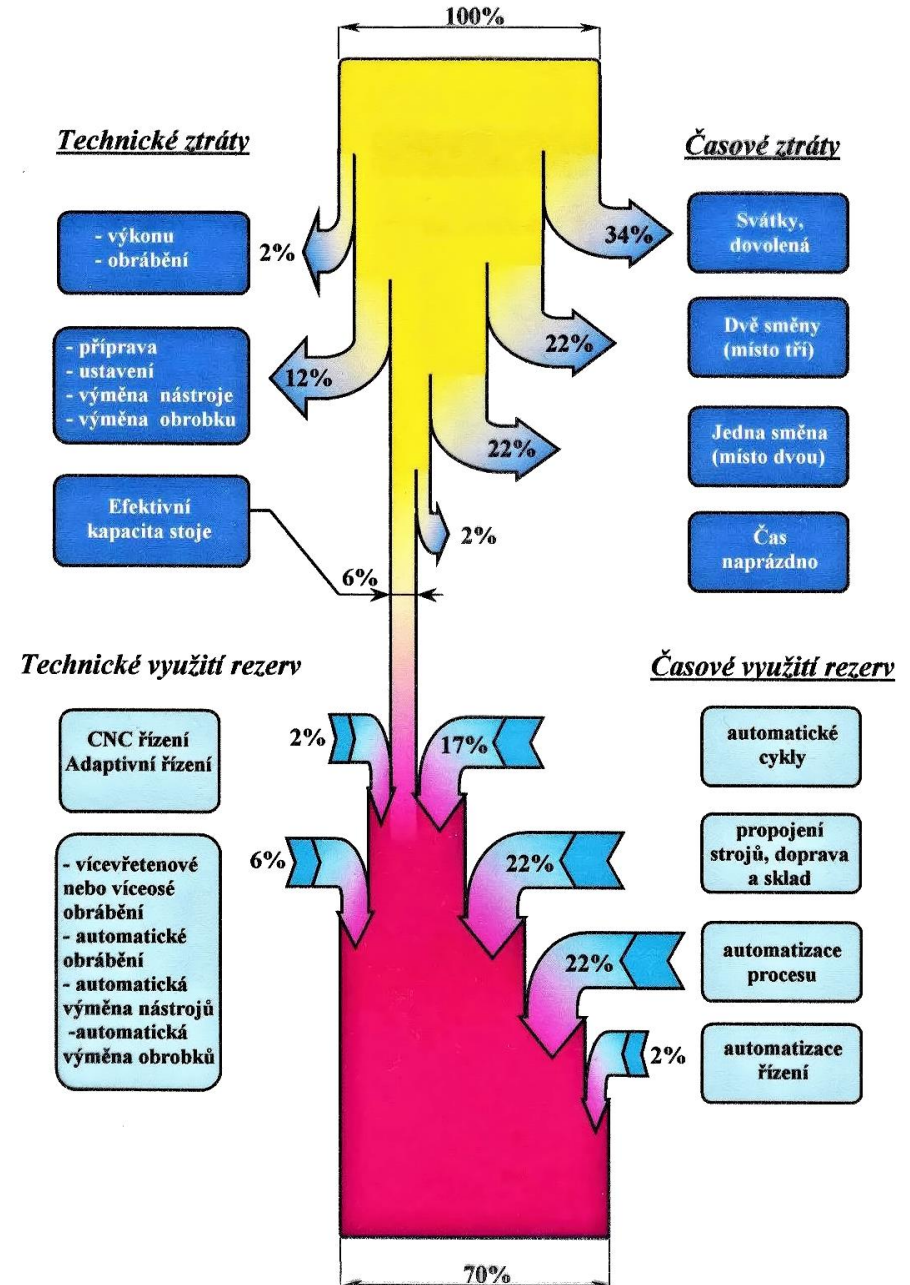 100%
Technické ztráty
- výkonu
- obrábění
2%
- příprava
- ustavení
- výměna nástroje
- výměna obrobku
12%
Efektivní
kapacita stoje
6%
Časové ztráty
34%
Svátky,
dovolená
22%
Dvě směny
(místo tří)
22%
Jedna směna
(místo dvou)
2%
Čas
naprázdno
Technické využití rezerv
CNC řízení
Adaptivní řízení
2%
- vícevřetenové
nebo víceosé
obrábění
- automatické
obrábění
- automatická
výměna nástrojů
-automatická
výměna obrobků
6%
Časové využití rezerv
17%
automatické
cykly
22%
propojení
strojů, doprava
a sklad
22%
automatizace
procesu
2%
automatizace
řízení
70%